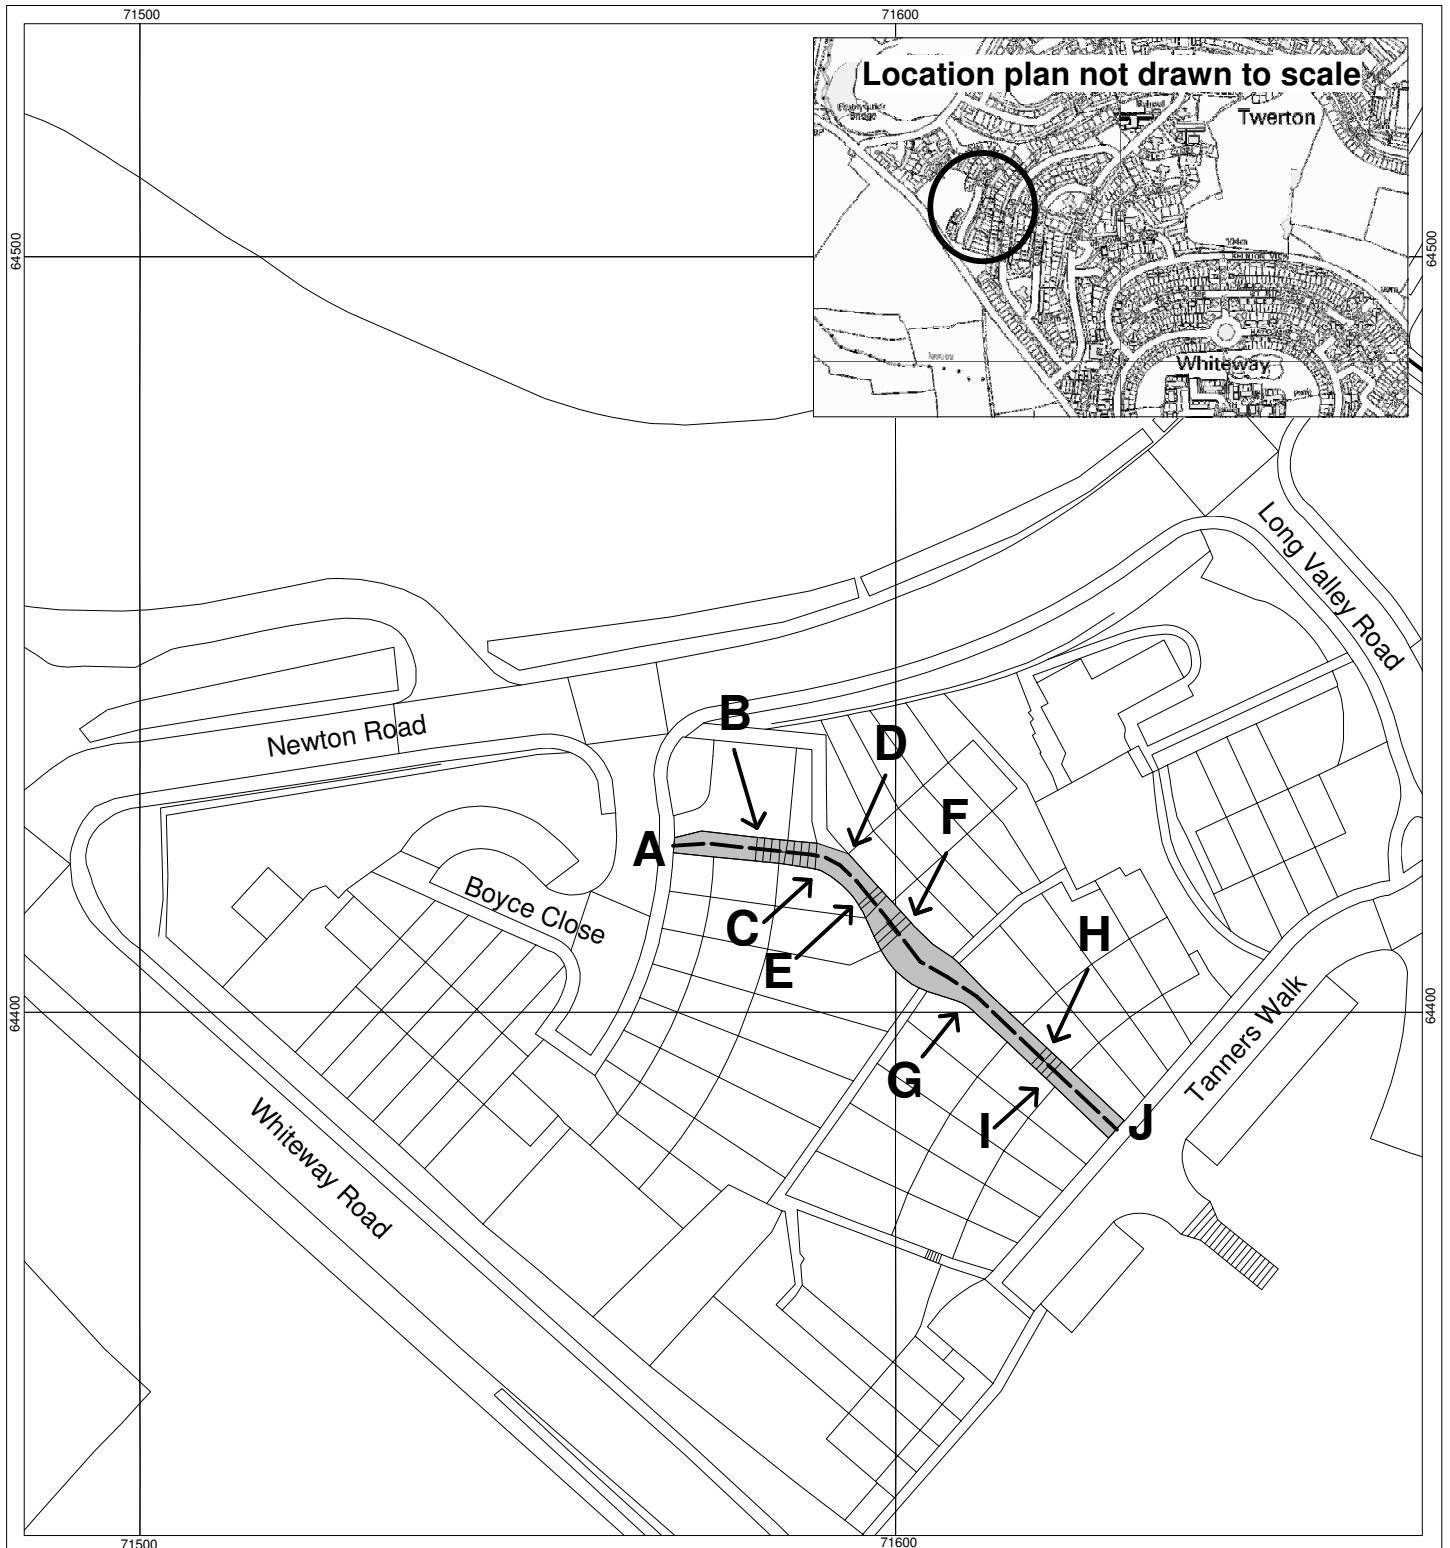 71500
71600
Location plan not drawn to scale
Twerton
Whiteway
64500
64500
Long Valley Road
Newton Road
B
D
A
F
C
E
H
Boyce Close
G
I
J
Tanners Walk
64400
64400
Whiteway Road
71500
71600